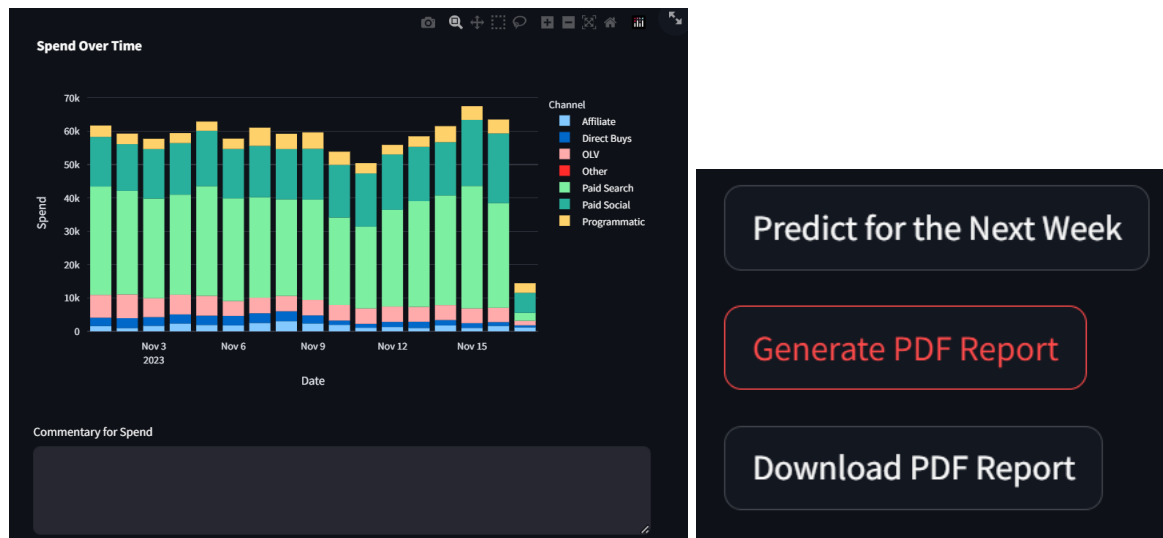 Spend Over Time
70k
60k
50k
40k
30k
20k
10k
0
Spend
Nov 3
2023
Nov 6
Nov 9
Nov 12
Nov 15
Date
Channel
Affiliate
Direct Buys
OLV
Other
Paid Search
Paid Social
Programmatic
Commentary for Spend
Predict for the Next Week
Generate PDF Report
Download PDF Report